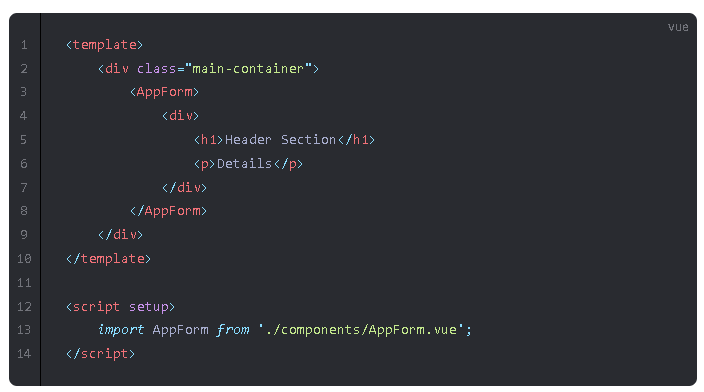 vue
1 <template>
2 <div class="main-container">
3 <AppForm>
4 <div>
5 <h1>Header Section</h1>
6 <p>Details</p>
7 </div>
8 </AppForm>
9 </div>
10 </template>
11
12 <script setup>
13 import AppForm from './components/AppForm.vue';
14 </script>